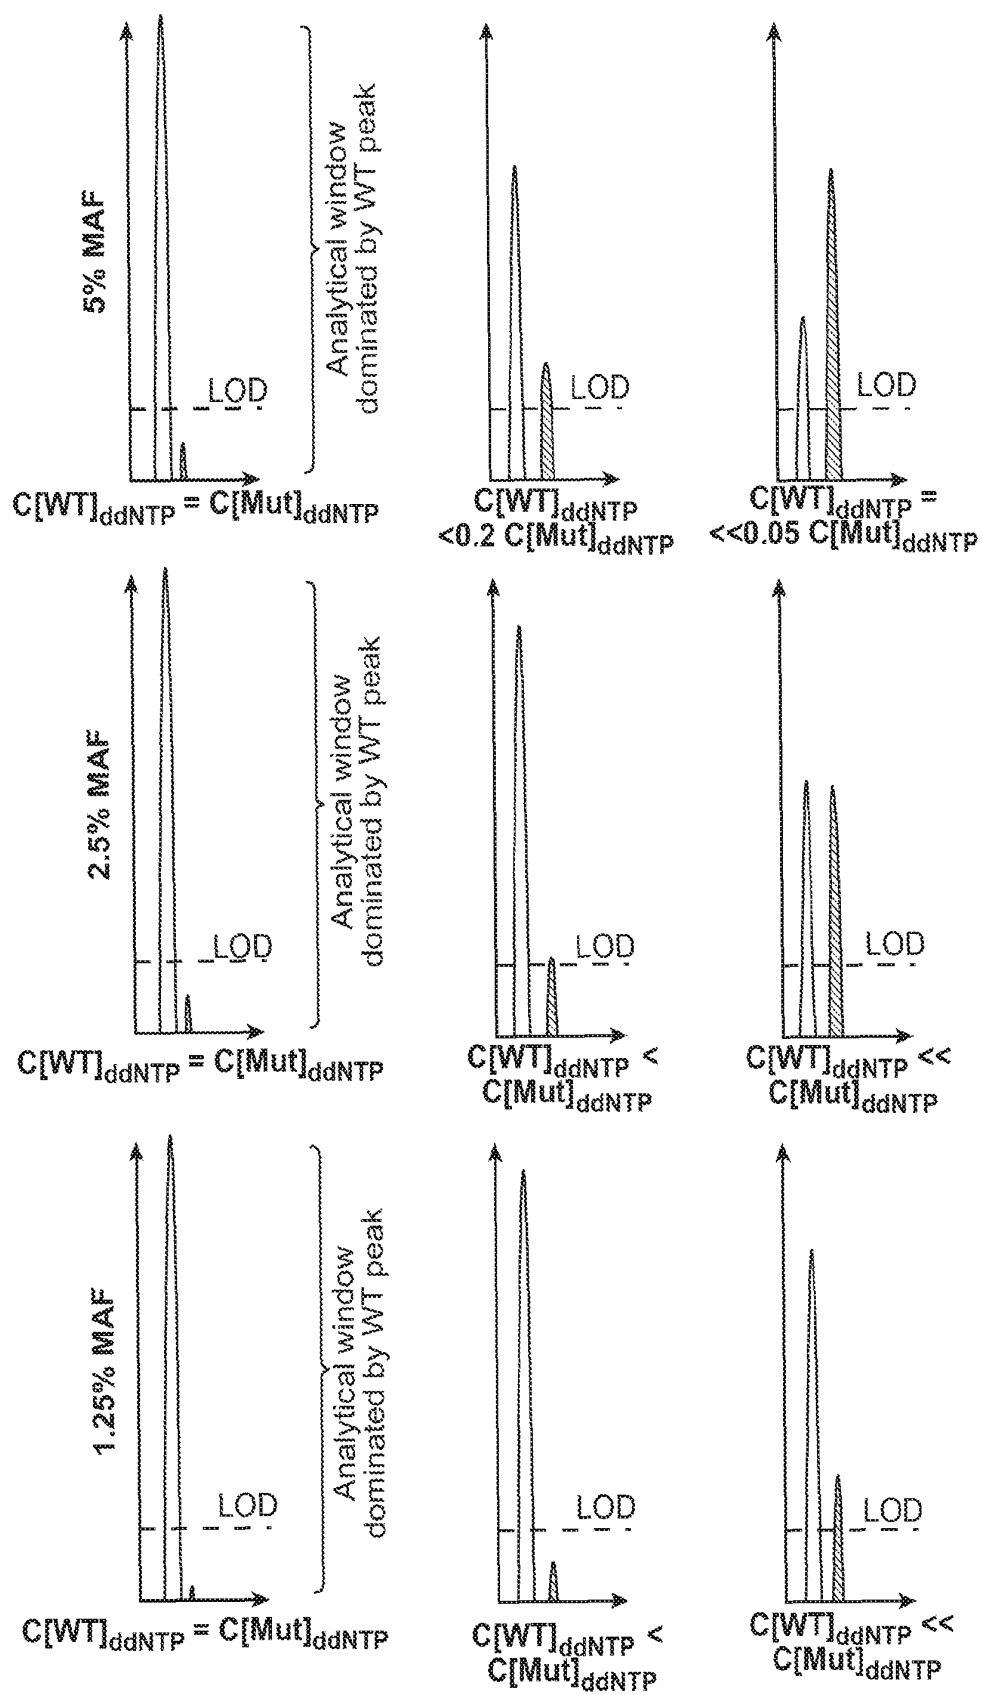 5% MAF
LOD
Analytical window
dominated by WT peak
C[WT]ddNTP = C[Mut]ddNTP
LOD
C[WT]ddNTP
<0.2 C[Mut]ddNTP
LOD
C[WT]ddNTP =
<<0.05 C[Mut]ddNTP
2.5% MAF
LOD
Analytical window
dominated by WT peak
C[WT]ddNTP = C[Mut]ddNTP
LOD
C[WT]ddNTP <
C[Mut]ddNTP
LOD
C[WT]ddNTP <<
C[Mut]ddNTP
1.25% MAF
LOD
Analytical window
dominated by WT peak
C[WT]ddNTP = C[Mut]ddNTP
LOD
C[WT]ddNTP <
C[Mut]ddNTP
LOD
C[WT]ddNTP <<
C[Mut]ddNTP